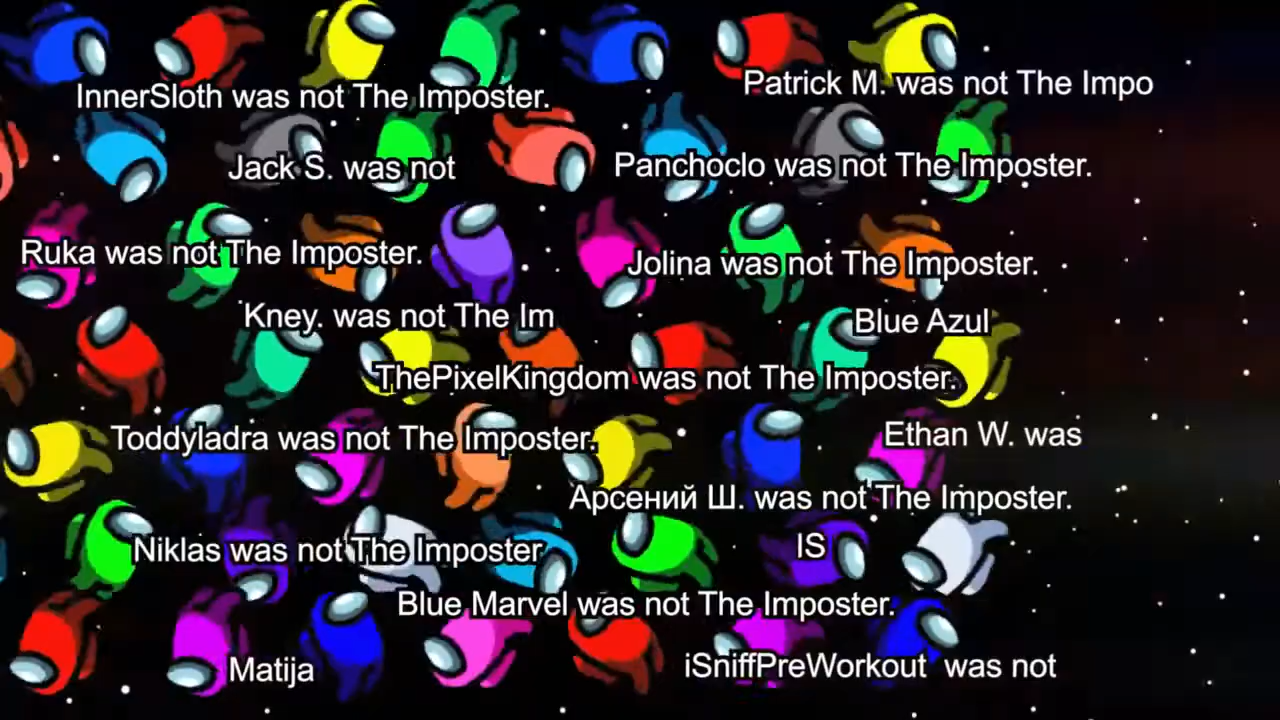 InnerSloth was not The Imposter.
Patrick M. was not The Impo
Jack S. was not
Panchoclo was not The Imposter.
Ruka was not The Imposter.
Jolina was not The Imposter.
Kney. was not The Im
Blue Azul
ThePixelKingdom was not The Imposter.
Toddyladra was not The Imposter.
Ethan W. was
Арсений Ш. was not The Imposter.
Niklas was not The Imposter
IS
Blue Marvel was not The Imposter.
Matija
iSniffPreWorkout was not